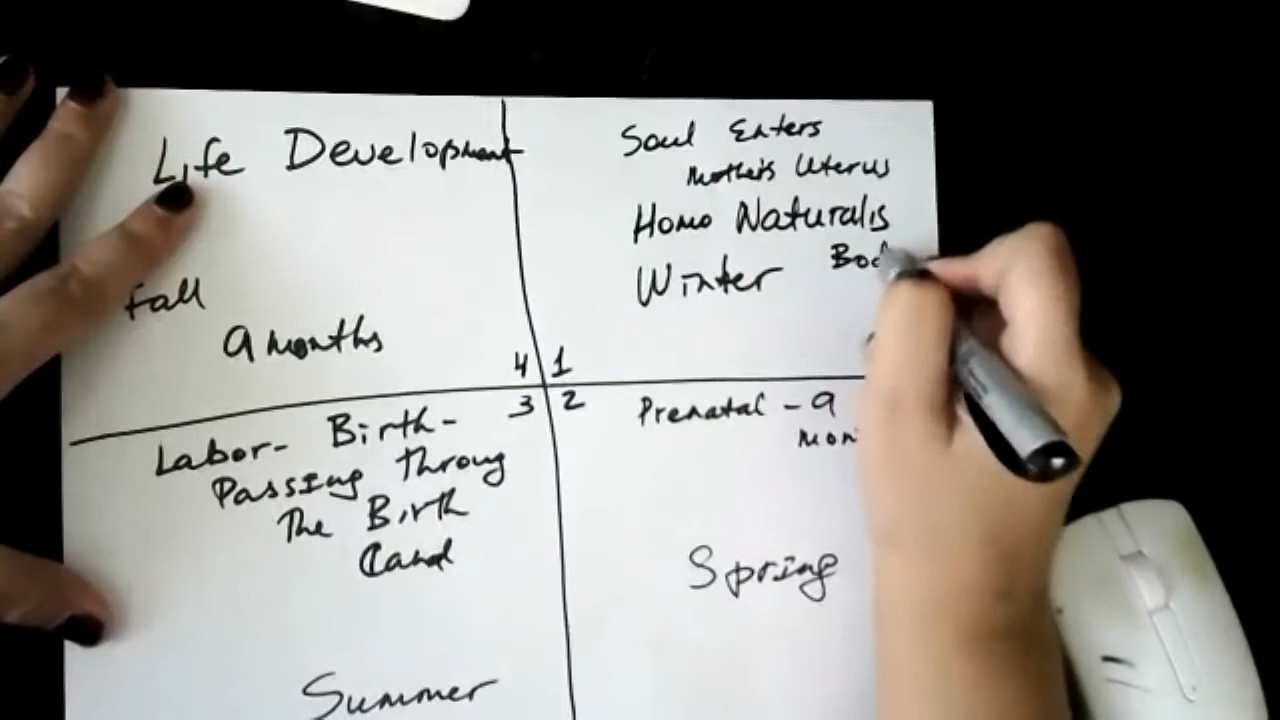 Life Development
Fall
9 months
4
Soul Enters
Mother's Uterus
Homo Naturalis
Winter
1
3
Labor- Birth-
Passing Throug
The Birth
Canal
Summer
2
Prenatal - 9
mon
Spring